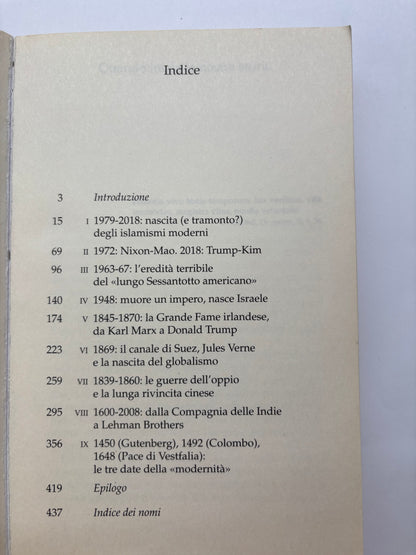 Indice
3 Introduzione
15 I 1979-2018: nascita (e tramonto?)
degli islamismi moderni
69 II 1972: Nixon-Mao. 2018: Trump-Kim
96 III 1963-67: l'eredità terribile
del «lungo Sessantotto americano»
140 IV 1948: muore un impero, nasce Israele
174 V 1845-1870: la Grande Fame irlandese,
da Karl Marx a Donald Trump
223 VI 1869: il canale di Suez, Jules Verne
e la nascita del globalismo
259 VII 1839-1860: le guerre dell'oppio
e la lunga rivincita cinese
295 VIII 1600-2008: dalla Compagnia delle Indie
a Lehman Brothers
356 IX 1450 (Gutenberg), 1492 (Colombo),
1648 (Pace di Vestfalia):
le tre date della «modernità»
419 Epilogo
437 Indice dei nomi